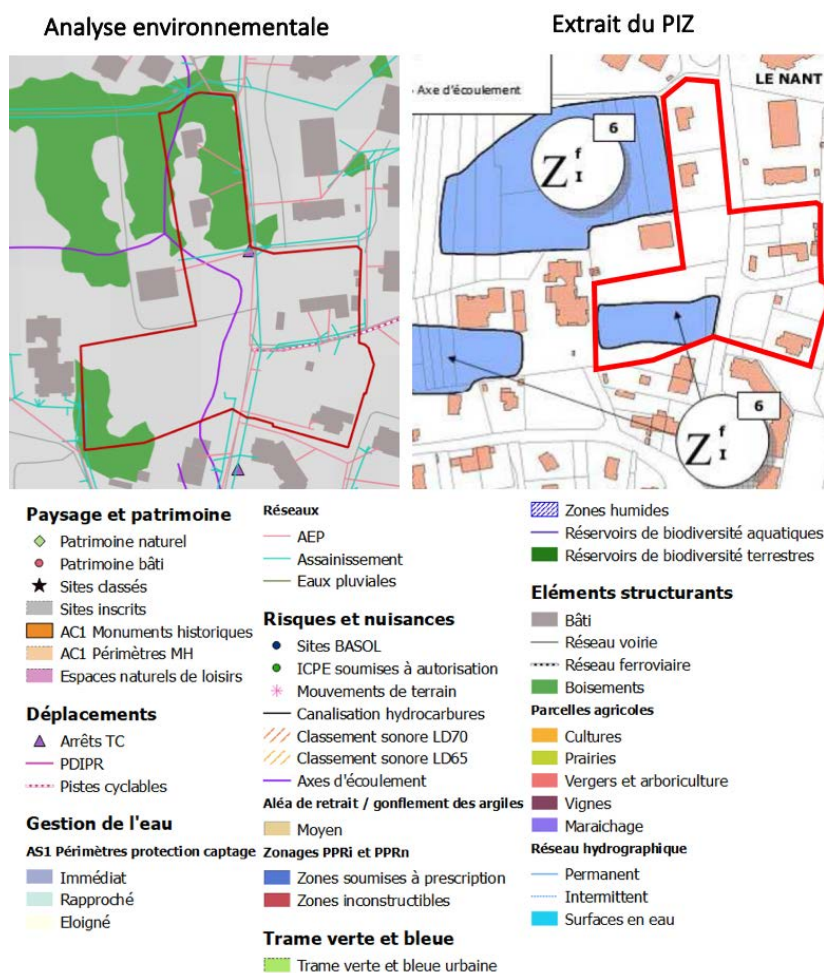 Analyse environnementale
Extrait du PIZ
Axe d'écoulement
LE NANT
6
Z f I
6
Z f I
Paysage et patrimoine
Patrimoine naturel
Patrimoine bâti
Sites classés
Sites inscrits
AC1 Monuments historiques
AC1 Périmètres MH
Espaces naturels de loisirs
Déplacements
Arrêts TC
PDIPR
Pistes cyclables
Gestion de l'eau
AS1 Périmètres protection captage
Immédiat
Rapproché
Eloigné
Réseaux
AEP
Assainissement
Eaux pluviales
Risques et nuisances
Sites BASOL
ICPE soumises à autorisation
Mouvements de terrain
Canalisation hydrocarbures
Classement sonore LD70
Classement sonore LD65
Axes d'écoulement
Aléa de retrait / gonflement des argiles
Moyen
Zonages PPRi et PPRn
Zones soumises à prescription
Zones inconstructibles
Trame verte et bleue
Trame verte et bleue urbaine
Zones humides
Réservoirs de biodiversité aquatiques
Réservoirs de biodiversité terrestres
Eléments structurants
Bâti
Réseau voirie
Réseau ferroviaire
Boisements
Parcelles agricoles
Cultures
Prairies
Vergers et arboriculture
Vignes
Maraichage
Réseau hydrographique
Permanent
Intermittent
Surfaces en eau